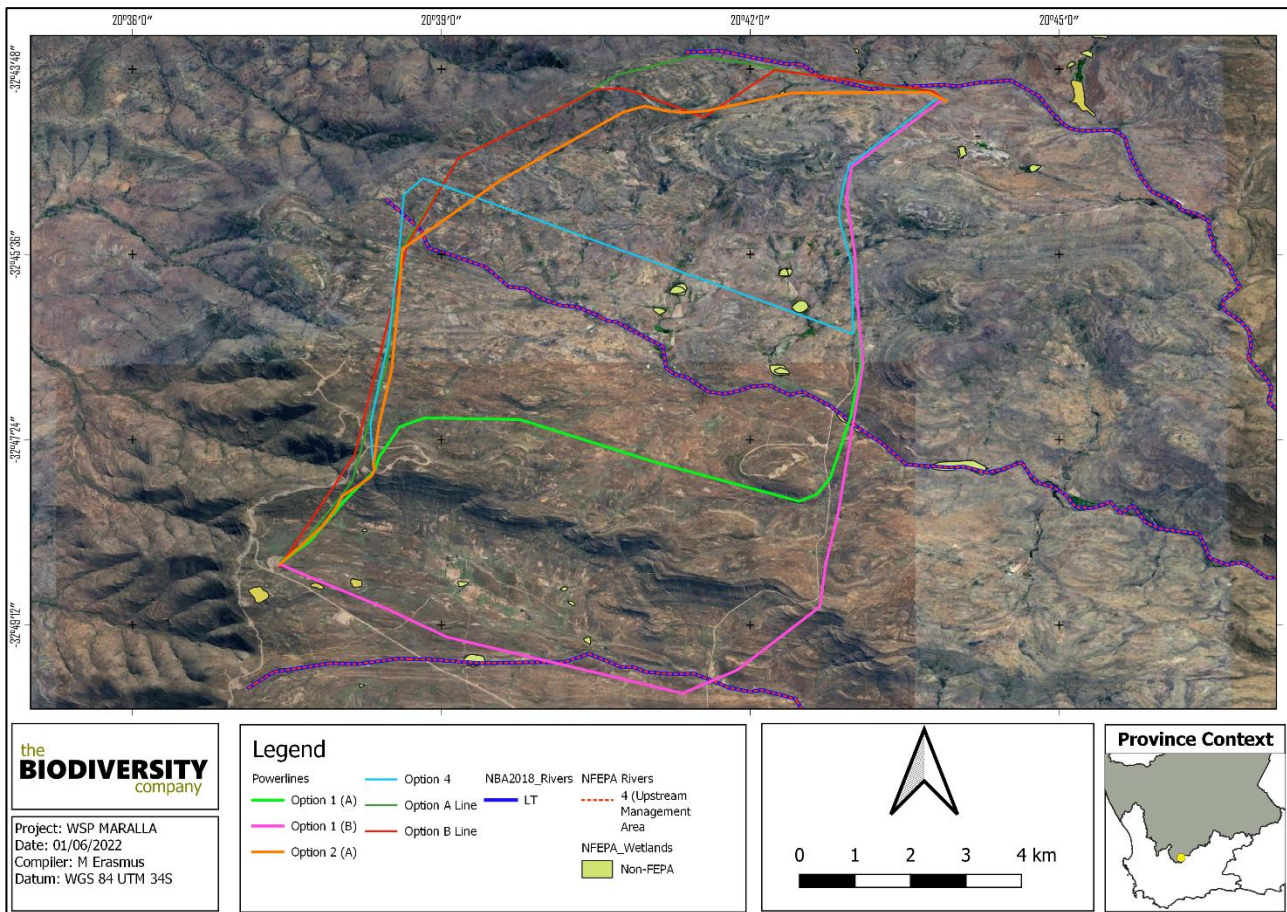 20°36'0" 20°39'0" 20°42'0" 20°45'0"
-32°43'48"
-32°45'36"
-32°47'24"
-32°49'12"
the
BIODIVERSITY
company
Project: WSP MARALLA
Date: 01/06/2022
Compiler: M Erasmus
Datum: WGS 84 UTM 34S
Legend
Powerlines
Option 1 (A)
Option 1 (B)
Option 2 (A)
Option 4
Option A Line
Option B Line
NBA2018_Rivers
LT
NFEPA Rivers
4 (Upstream
Management
Area
NFEPA_Wetlands
Non-FEPA
0 1 2 3 4 km
Province Context